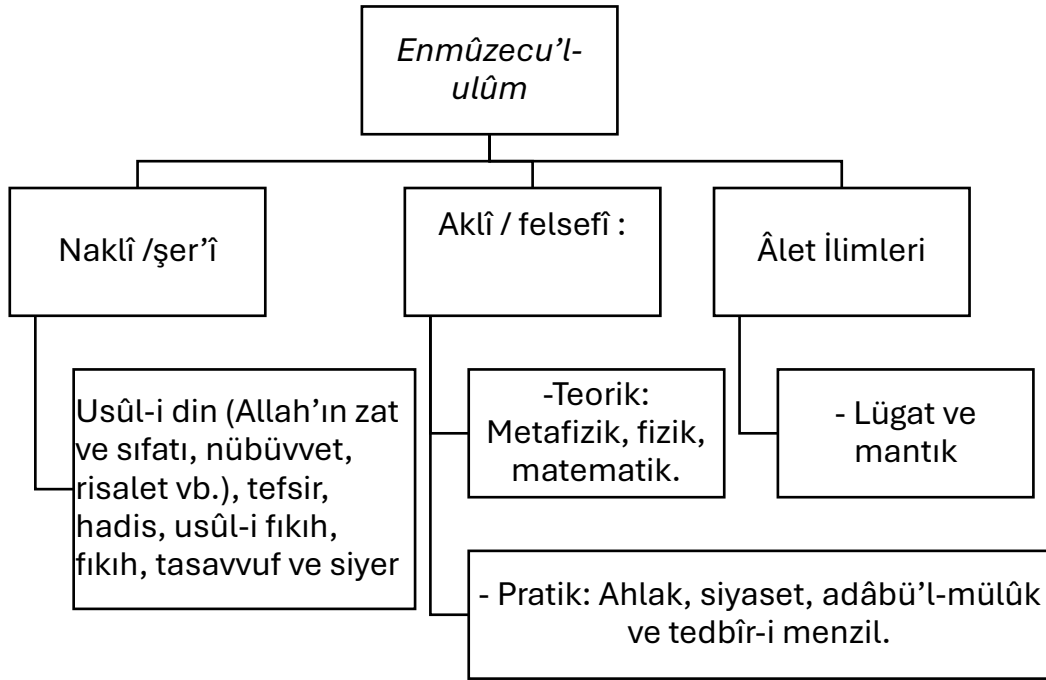 Enmûzecu’l-
ulûm
Naklî /şer’î
Aklî / felsefî :
Âlet İlimleri
Usûl-i din (Allah’ın zat
ve sıfatı, nübüvvet,
risalet vb.), tefsir,
hadis, usûl-i fıkıh,
fıkıh, tasavvuf ve siyer
-Teorik:
Metafizik, fizik,
matematik.
- Pratik: Ahlak, siyaset, adâbü’l-mülûk
ve tedbîr-i menzil.
- Lügat ve
mantık